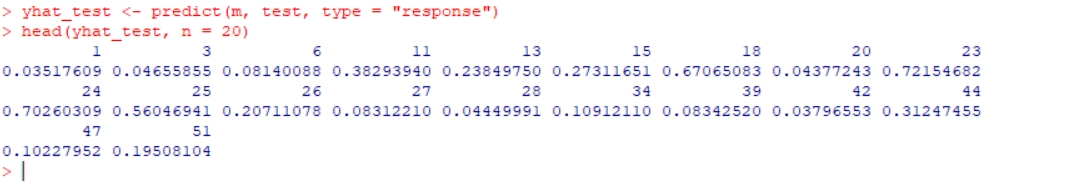 > yhat_test <- predict(m, test, type = "response")
> head(yhat_test, n = 20)
1 3 6 11 13 15 18 20 23
0.03517609 0.04655855 0.08140088 0.38293940 0.23849750 0.27311651 0.67065083 0.04377243 0.72154682
24 25 26 27 28 34 39 42 44
0.70260309 0.56046941 0.20711078 0.08312210 0.04449991 0.10912110 0.08342520 0.03796553 0.31247455
47 51
0.10227952 0.19508104
>